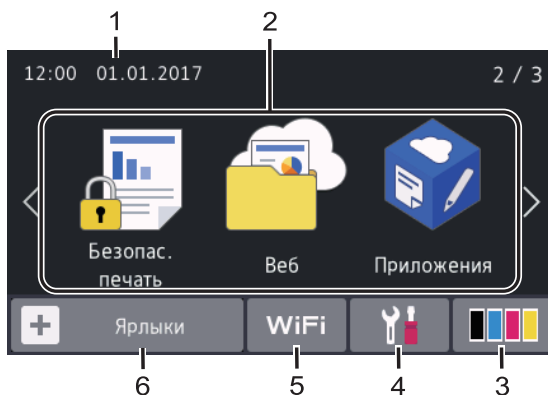 1
2
12:00 01.01.2017
2 / 3
Безопас.
печать
Веб
Приложения
Ярлыки
WiFi
6
5
4
3